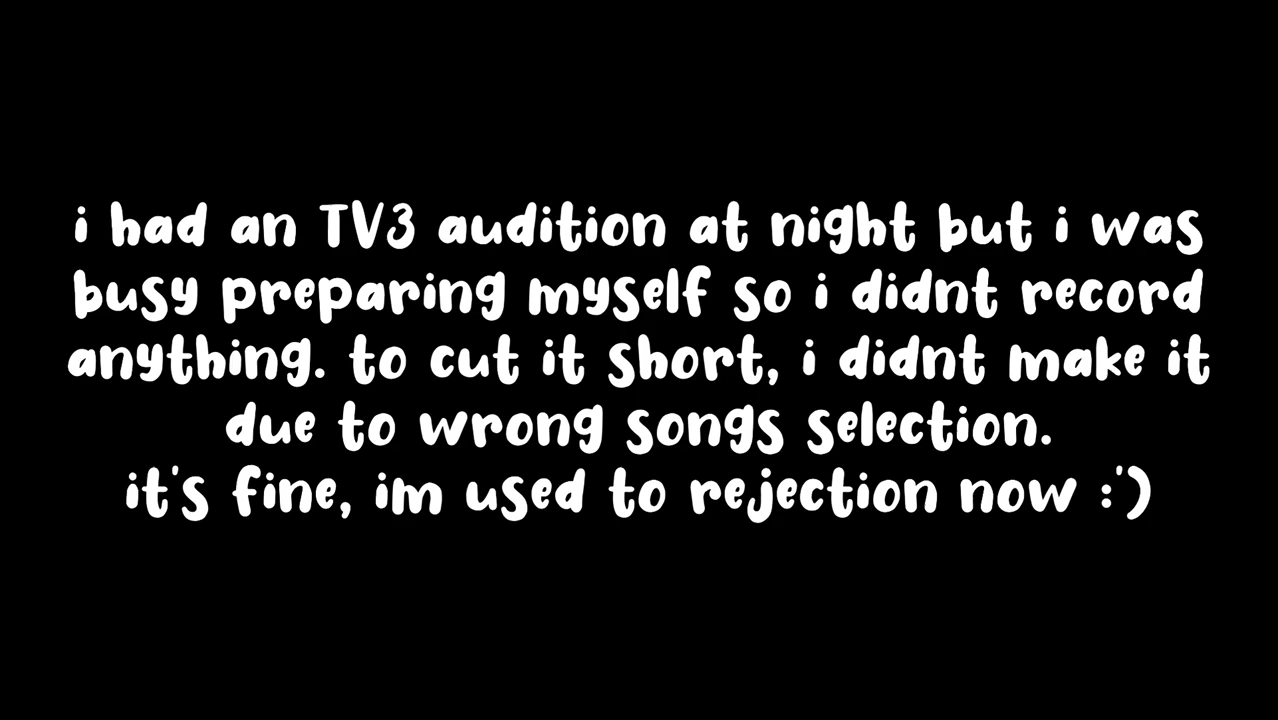 i had an TV3 audition at night but i was
busy preparing myself so i didnt record
anything. to cut it short, i didnt make it
due to wrong songs selection.
it's fine, im used to rejection now :')